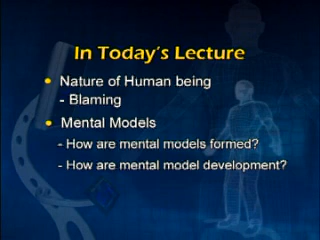 In Today's Lecture
• Nature of Human being
- Blaming
• Mental Models
- How are mental models formed?
- How are mental model development?